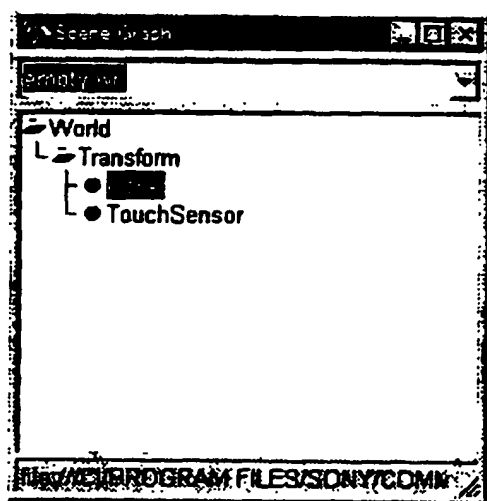 Scene Graph
World
Transform
TouchSensor
file:///C|/PROGRAM FILES/SONY/COMM